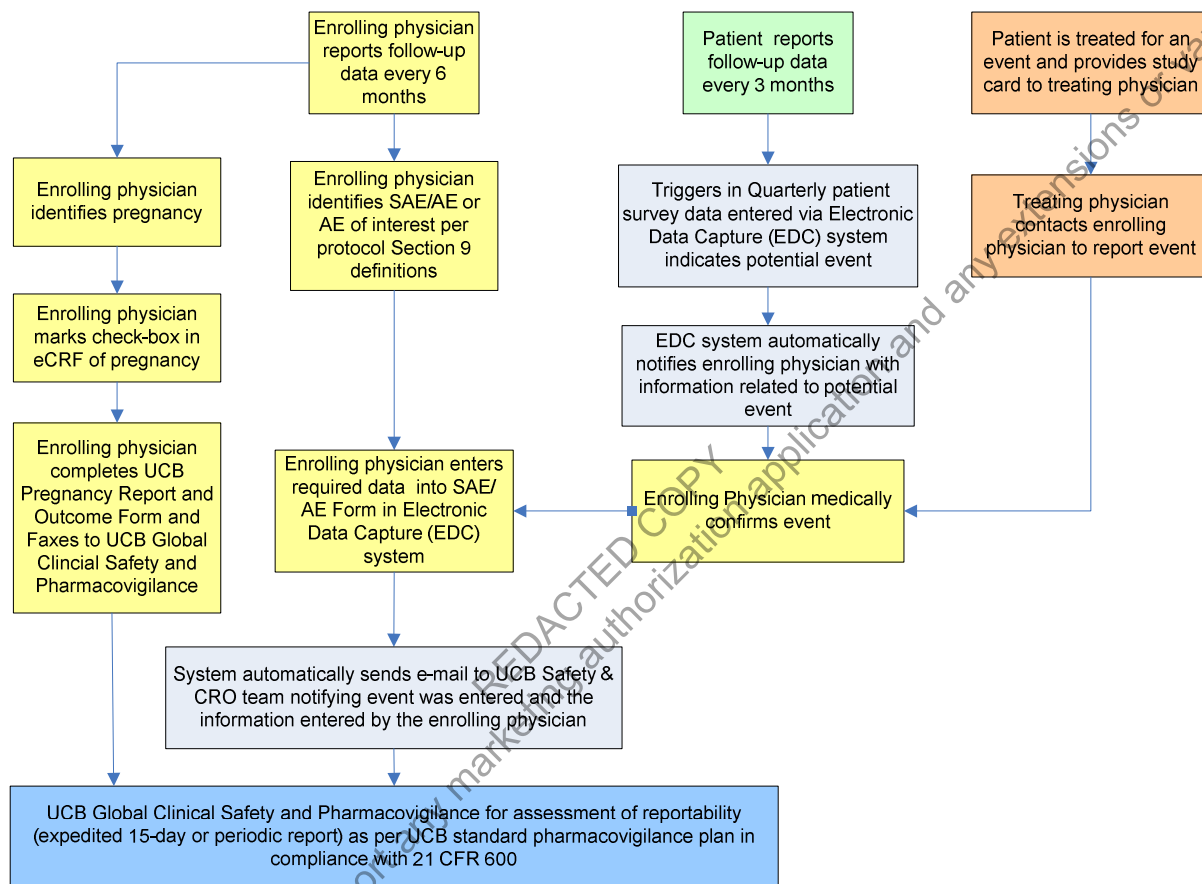 Enrolling physician
reports follow-up
data every 6
months
Patient reports
follow-up data
every 3 months
Patient is treated for an
event and provides study
card to treating physician
Enrolling physician
identifies pregnancy
Enrolling physician
identifies SAE/AE or
AE of interest per
protocol Section 9
definitions
Triggers in Quarterly patient
survey data entered via Electronic
Data Capture (EDC) system
indicates potential event
Treating physician
contacts enrolling
physician to report event
Enrolling physician
marks check-box in
eCRF of pregnancy
EDC system automatically
notifies enrolling physician with
information related to potential
event
Enrolling physician
completes UCB
Pregnancy Report and
Outcome Form and
Faxes to UCB Global
Clincial Safety and
Pharmacovigilance
Enrolling physician enters
required data into SAE/
AE Form in Electronic
Data Capture (EDC)
system
Enrolling Physician medically
confirms event
System automatically sends e-mail to UCB Safety &
CRO team notifying event was entered and the
information entered by the enrolling physician
UCB Global Clinical Safety and Pharmacovigilance for assessment of reportability
(expedited 15-day or periodic report) as per UCB standard pharmacovigilance plan in
compliance with 21 CFR 600
REDACTED COPY
any marketing authorization application and any extensions or